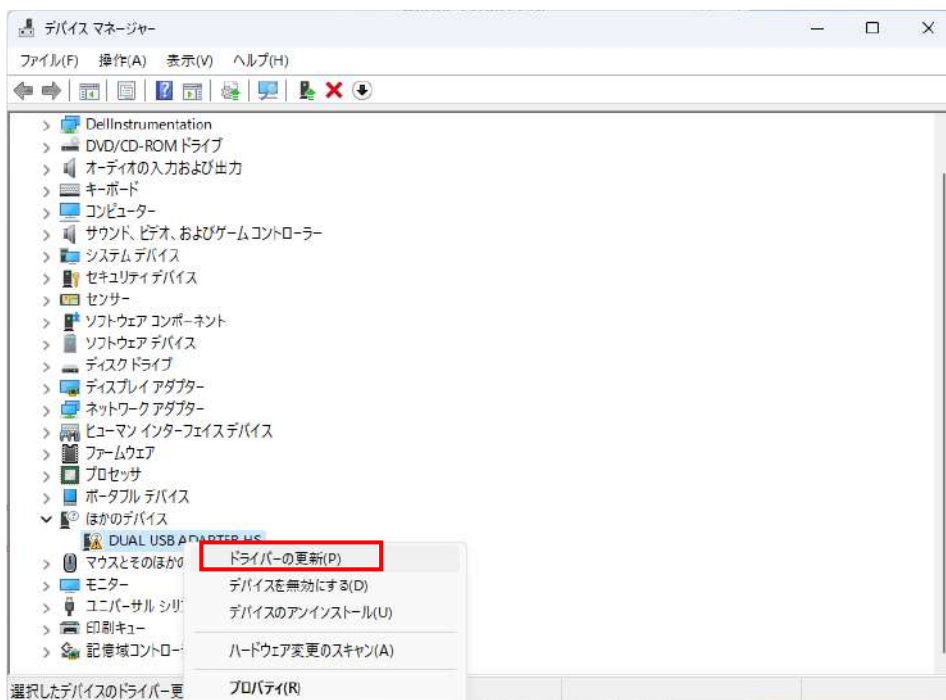 デバイス マネージャー
ファイル(F) 操作(A) 表示(V) ヘルプ(H)
DellInstrumentation
DVD/CD-ROM ドライブ
オーディオの入力および出力
キーボード
コンピューター
サウンド、ビデオ、およびゲーム コントローラー
システム デバイス
セキュリティ デバイス
センサー
ソフトウェア コンポーネント
ソフトウェア デバイス
ディスク ドライブ
ディスプレイ アダプター
ネットワーク アダプター
ヒューマン インターフェイス デバイス
ファームウェア
プロセッサ
ポータブル デバイス
ほかのデバイス
DUAL USB ADAPTER HS
マウスとそのほかの
モニター
ユニバーサル シリ
印刷キュー
記憶域コントロー
ドライバーの更新(P)
デバイスを無効にする(D)
デバイスのアンインストール(U)
ハードウェア変更のスキャン(A)
プロパティ(R)
選択したデバイスのドライバー更